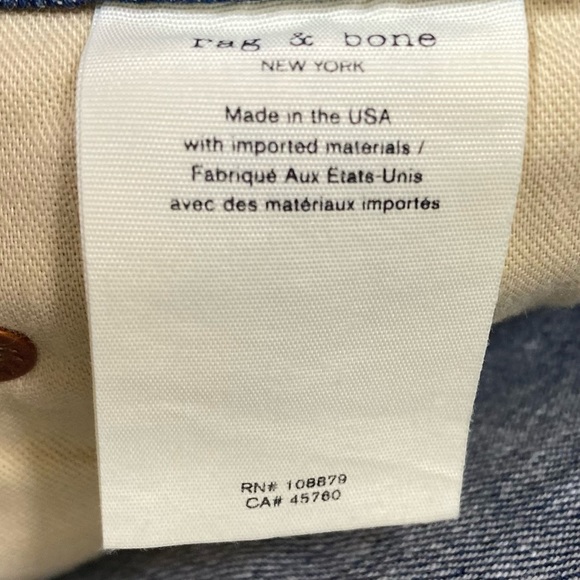 rag & bone
NEW YORK
Made in the USA
with imported materials /
Fabriqué Aux États-Unis
avec des matériaux importés
RN# 108879
CA# 45760